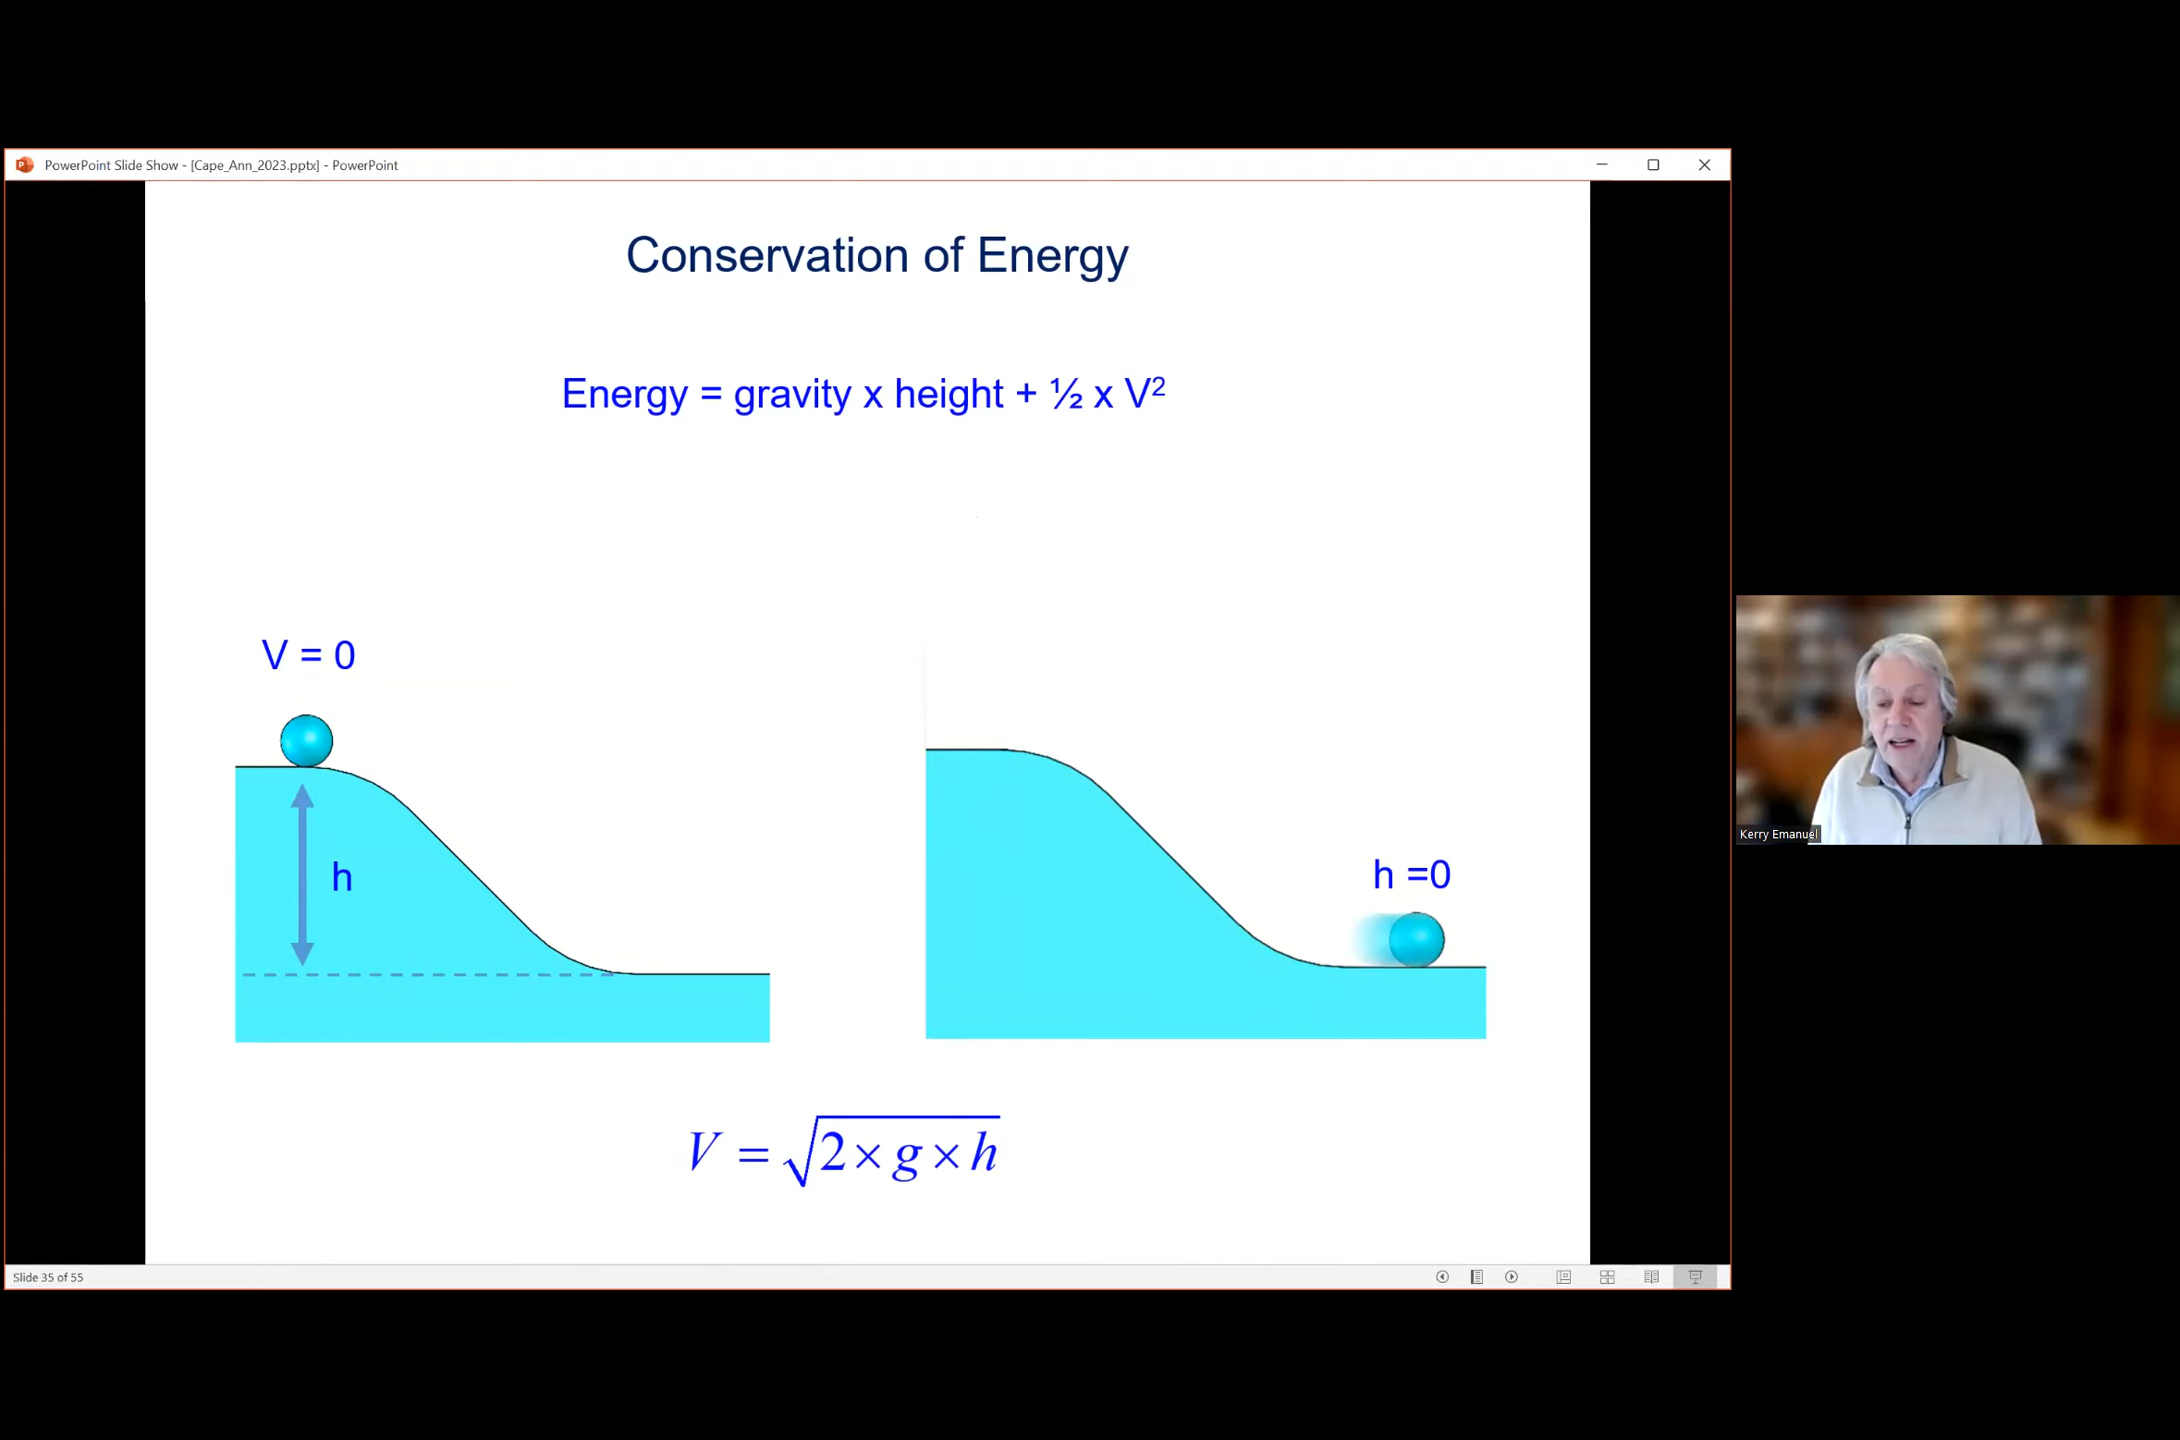 PowerPoint Slide Show - [Cape_Ann_2023.pptx] - PowerPoint
Conservation of Energy
Energy = gravity x height + ½ x V²
V = 0
h
h =0
V = √2 × g × h
Kerry Emanuel
Slide 35 of 55